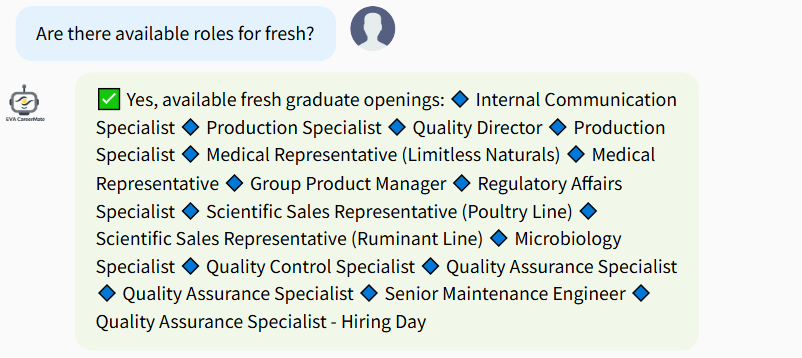 Are there available roles for fresh?
EVA CareerMate
✅ Yes, available fresh graduate openings: 🔷 Internal Communication
Specialist 🔷 Production Specialist 🔷 Quality Director 🔷 Production
Specialist 🔷 Medical Representative (Limitless Naturals) 🔷 Medical
Representative 🔷 Group Product Manager 🔷 Regulatory Affairs
Specialist 🔷 Scientific Sales Representative (Poultry Line) 🔷
Scientific Sales Representative (Ruminant Line) 🔷 Microbiology
Specialist 🔷 Quality Control Specialist 🔷 Quality Assurance Specialist
🔷 Quality Assurance Specialist 🔷 Senior Maintenance Engineer 🔷
Quality Assurance Specialist - Hiring Day